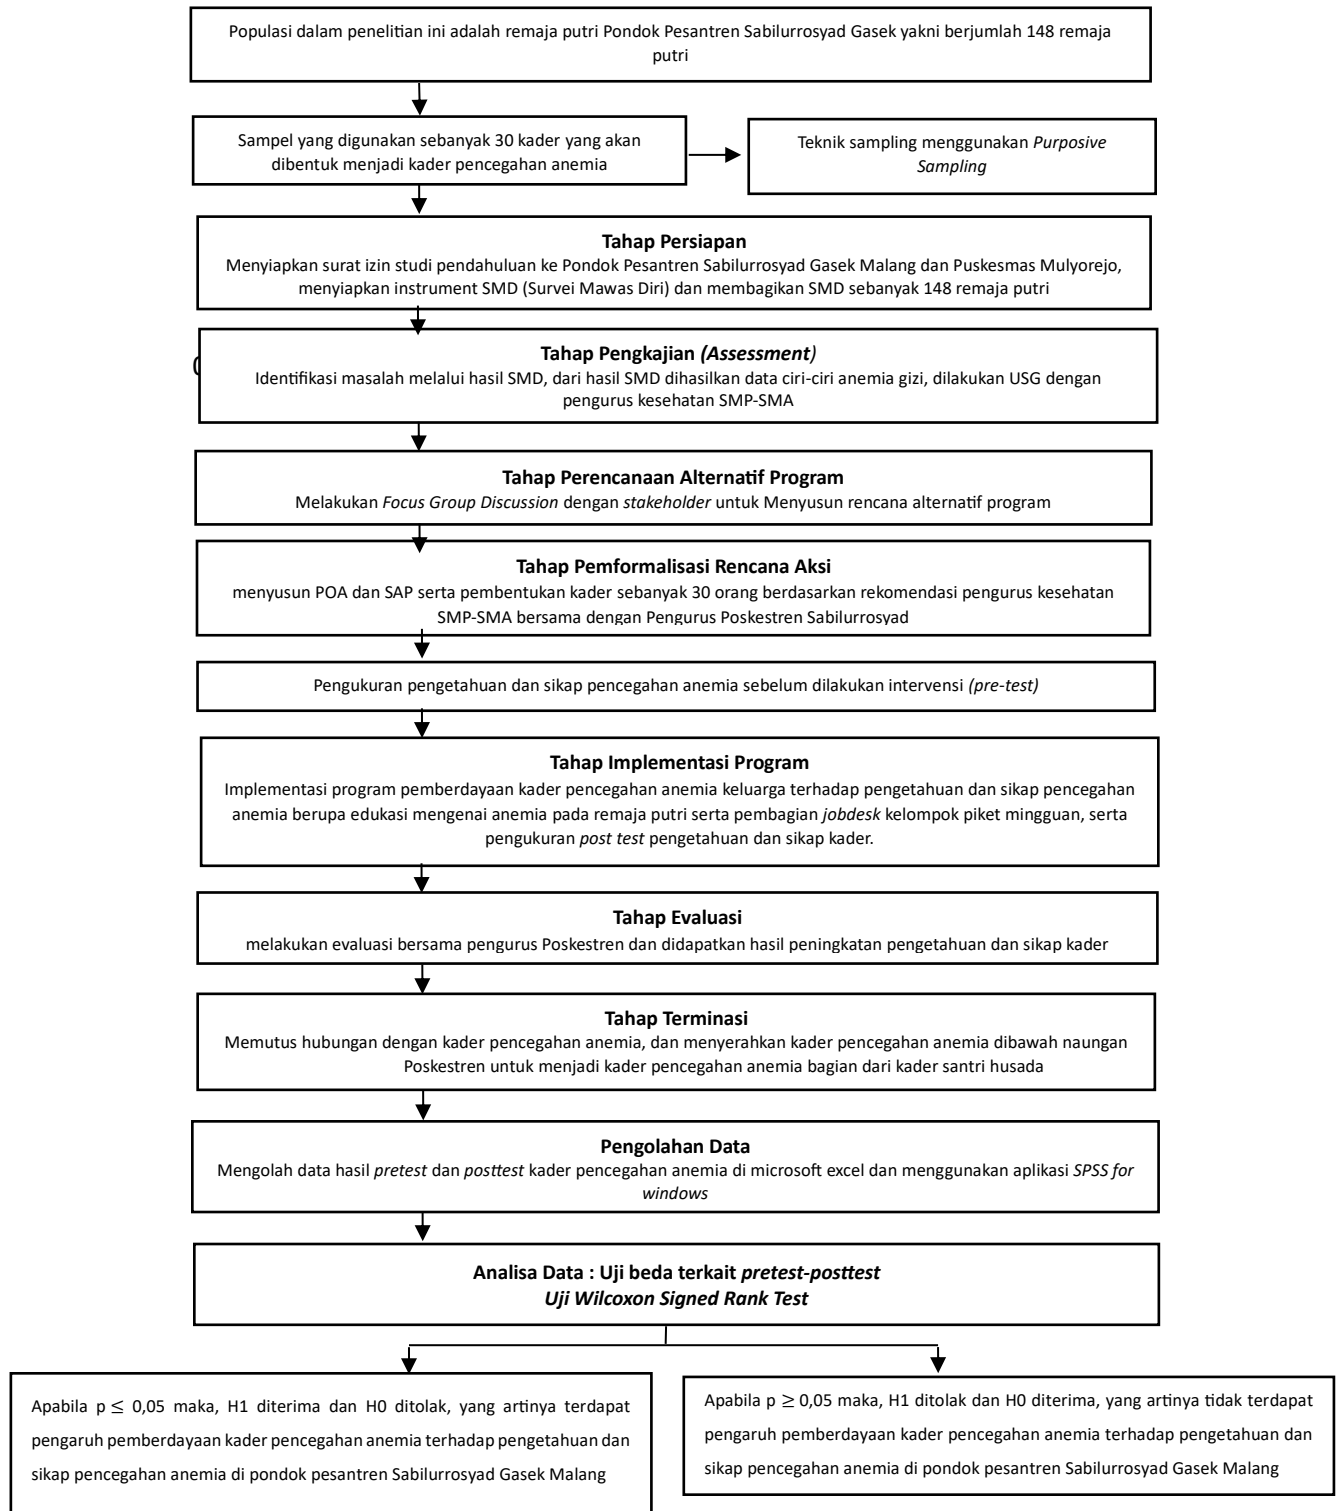 Populasi dalam penelitian ini adalah remaja putri Pondok Pesantren Sabilurrosyad Gasek yakni berjumlah 148 remaja
putri
Sampel yang digunakan sebanyak 30 kader yang akan
dibentuk menjadi kader pencegahan anemia
Teknik sampling menggunakan Purposive
Sampling
Tahap Persiapan
Menyiapkan surat izin studi pendahuluan ke Pondok Pesantren Sabilurrosyad Gasek Malang dan Puskesmas Mulyorejo,
menyiapkan instrument SMD (Survei Mawas Diri) dan membagikan SMD sebanyak 148 remaja putri
Tahap Pengkajian (Assessment)
Identifikasi masalah melalui hasil SMD, dari hasil SMD dihasilkan data ciri-ciri anemia gizi, dilakukan USG dengan
pengurus kesehatan SMP-SMA
Tahap Perencanaan Alternatif Program
Melakukan Focus Group Discussion dengan stakeholder untuk Menyusun rencana alternatif program
Tahap Pemformalisasi Rencana Aksi
menyusun POA dan SAP serta pembentukan kader sebanyak 30 orang berdasarkan rekomendasi pengurus kesehatan
SMP-SMA bersama dengan Pengurus Poskestren Sabilurrosyad
Pengukuran pengetahuan dan sikap pencegahan anemia sebelum dilakukan intervensi (pre-test)
Tahap Implementasi Program
Implementasi program pemberdayaan kader pencegahan anemia keluarga terhadap pengetahuan dan sikap pencegahan
anemia berupa edukasi mengenai anemia pada remaja putri serta pembagian jobdesk kelompok piket mingguan, serta
pengukuran post test pengetahuan dan sikap kader.
Tahap Evaluasi
melakukan evaluasi bersama pengurus Poskestren dan didapatkan hasil peningkatan pengetahuan dan sikap kader
Tahap Terminasi
Memutus hubungan dengan kader pencegahan anemia, dan menyerahkan kader pencegahan anemia dibawah naungan
Poskestren untuk menjadi kader pencegahan anemia bagian dari kader santri husada
Pengolahan Data
Mengolah data hasil pretest dan posttest kader pencegahan anemia di microsoft excel dan menggunakan aplikasi SPSS for
windows
Analisa Data : Uji beda terkait pretest-posttest
Uji Wilcoxon Signed Rank Test
Apabila p ≤ 0,05 maka, H1 diterima dan H0 ditolak, yang artinya terdapat
pengaruh pemberdayaan kader pencegahan anemia terhadap pengetahuan dan
sikap pencegahan anemia di pondok pesantren Sabilurrosyad Gasek Malang
Apabila p ≥ 0,05 maka, H1 ditolak dan H0 diterima, yang artinya tidak terdapat
pengaruh pemberdayaan kader pencegahan anemia terhadap pengetahuan dan
sikap pencegahan anemia di pondok pesantren Sabilurrosyad Gasek Malang